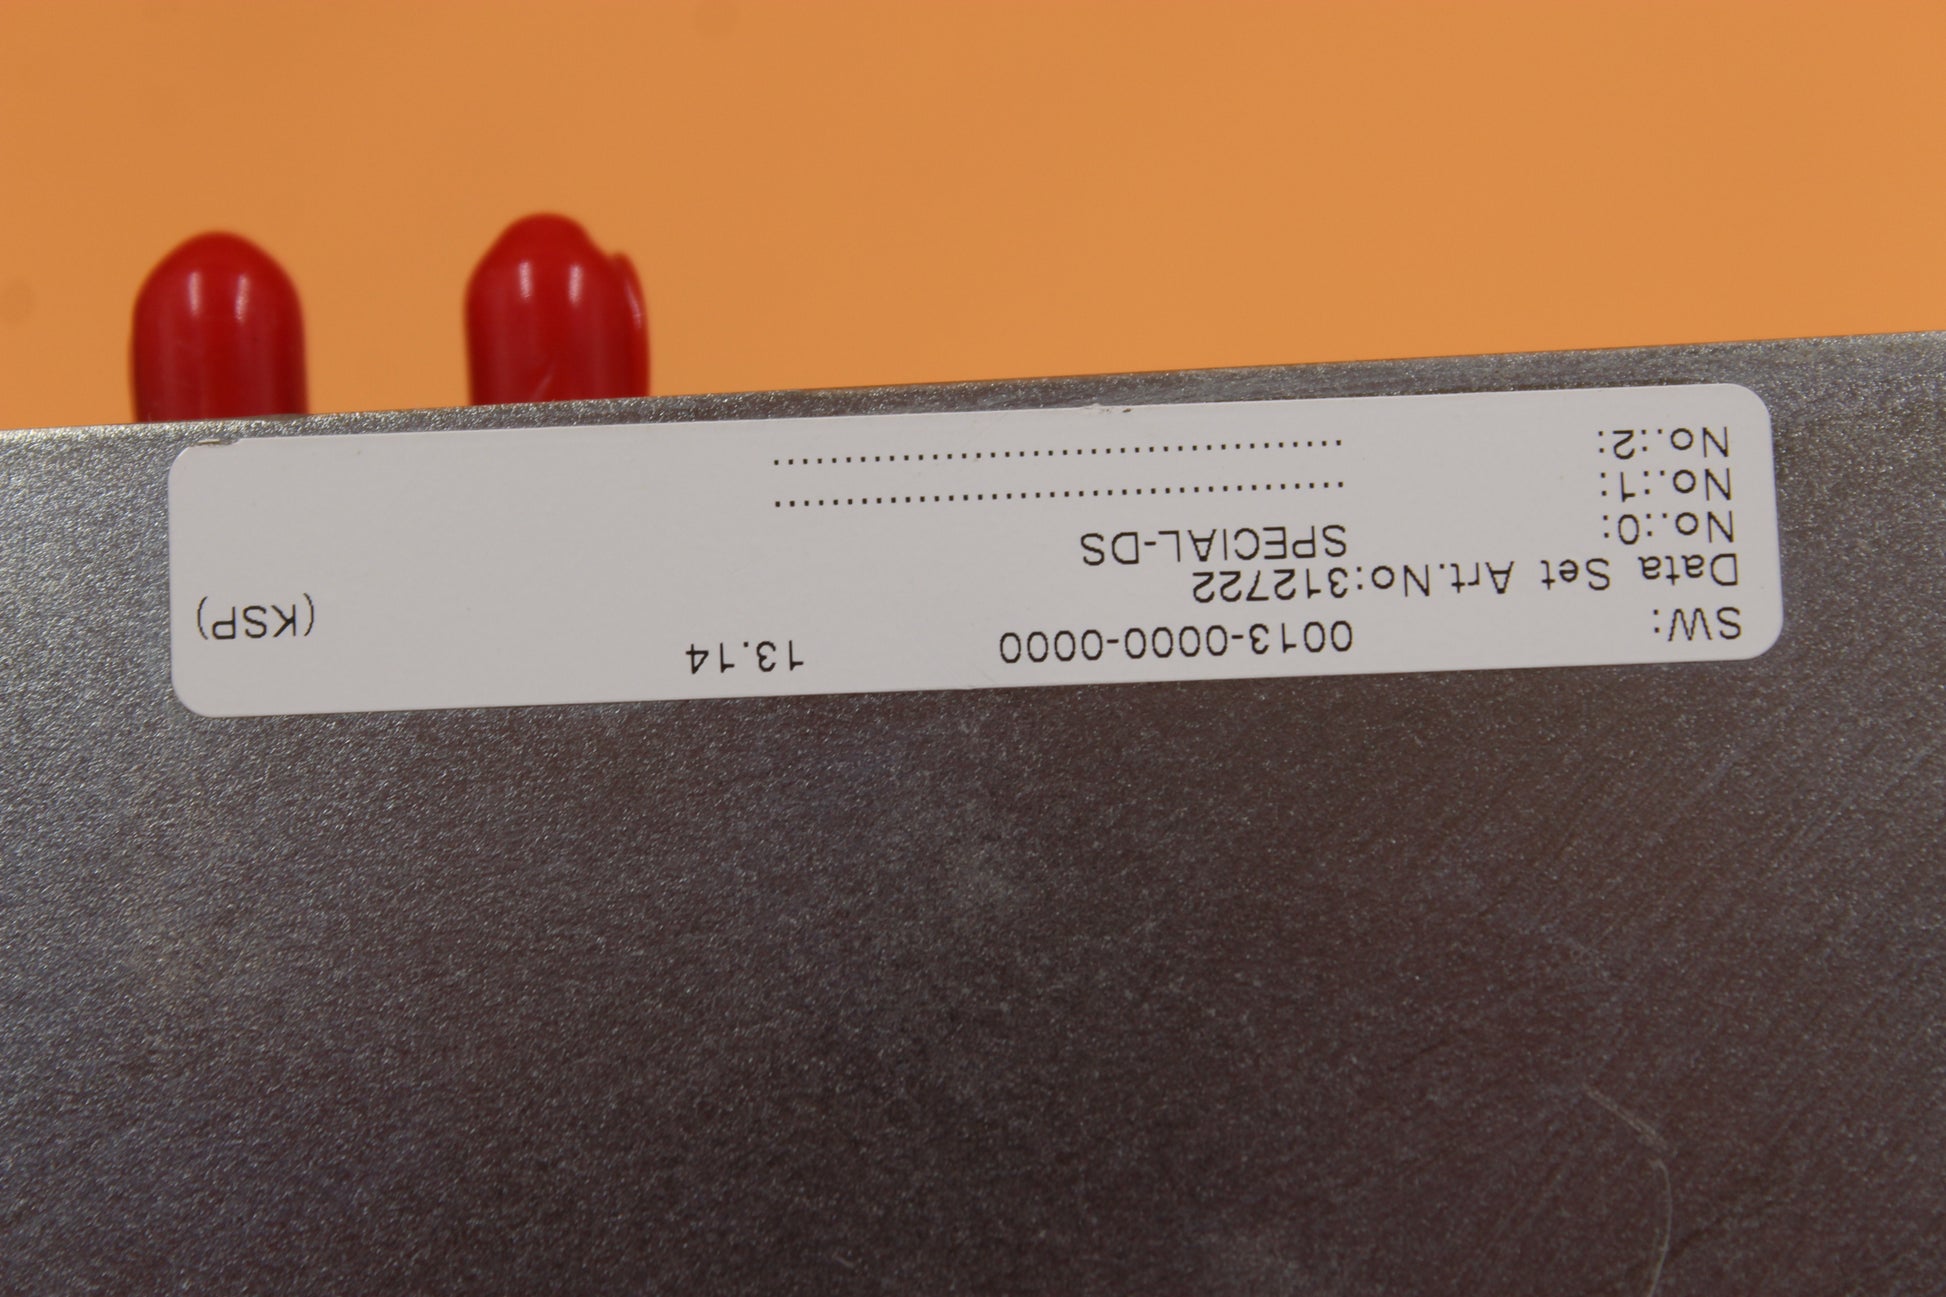 SW: 0013-0000-0000 13.14 (KSP)
Data Set Art.No:312722
No.:0: SPECIAL-DS
No.:1: ........................................
No.:2: ........................................